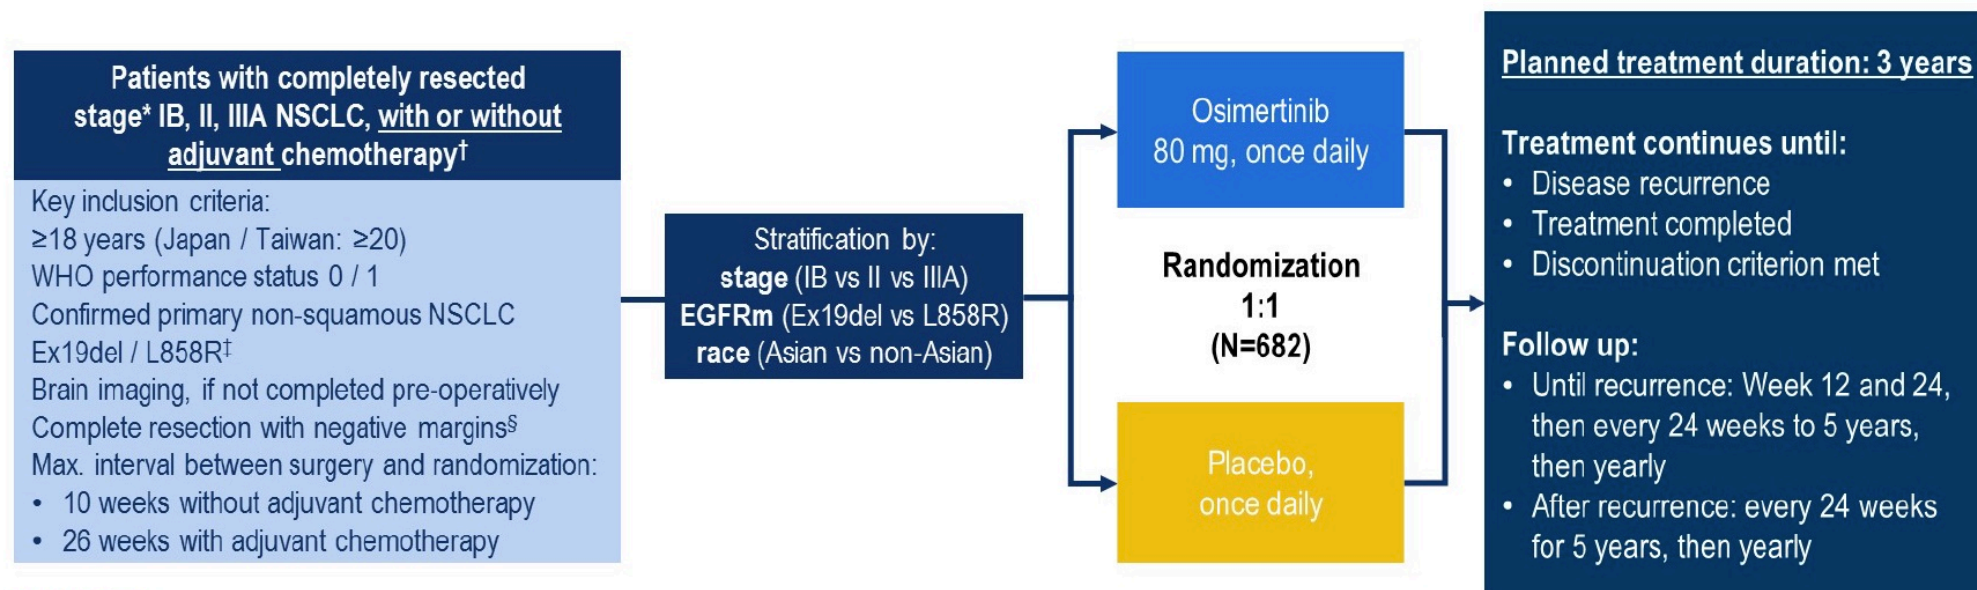 Patients with completely resected
stage* IB, II, IIIA NSCLC, with or without
adjuvant chemotherapy†
Key inclusion criteria:
≥18 years (Japan / Taiwan: ≥20)
WHO performance status 0 / 1
Confirmed primary non-squamous NSCLC
Ex19del / L858R‡
Brain imaging, if not completed pre-operatively
Complete resection with negative margins§
Max. interval between surgery and randomization:
• 10 weeks without adjuvant chemotherapy
• 26 weeks with adjuvant chemotherapy
Stratification by:
stage (IB vs II vs IIIA)
EGFRm (Ex19del vs L858R)
race (Asian vs non-Asian)
Osimertinib
80 mg, once daily
Randomization
1:1
(N=682)
Placebo,
once daily
Planned treatment duration: 3 years
Treatment continues until:
• Disease recurrence
• Treatment completed
• Discontinuation criterion met
Follow up:
• Until recurrence: Week 12 and 24,
then every 24 weeks to 5 years,
then yearly
• After recurrence: every 24 weeks
for 5 years, then yearly